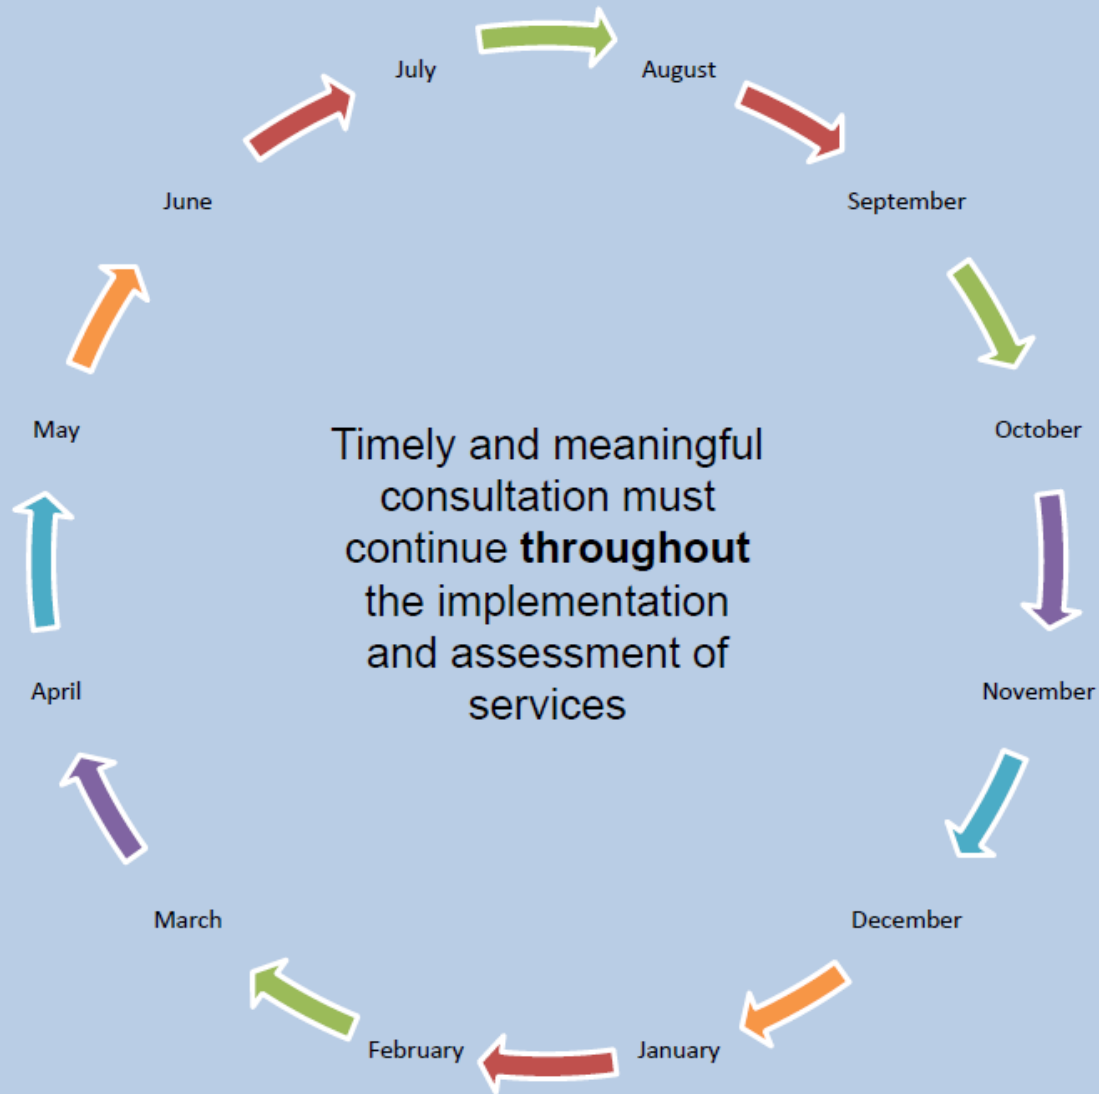 July
August
June
September
May
October
Timely and meaningful
consultation must
continue throughout
the implementation
and assessment of
services
April
November
March
December
February
January